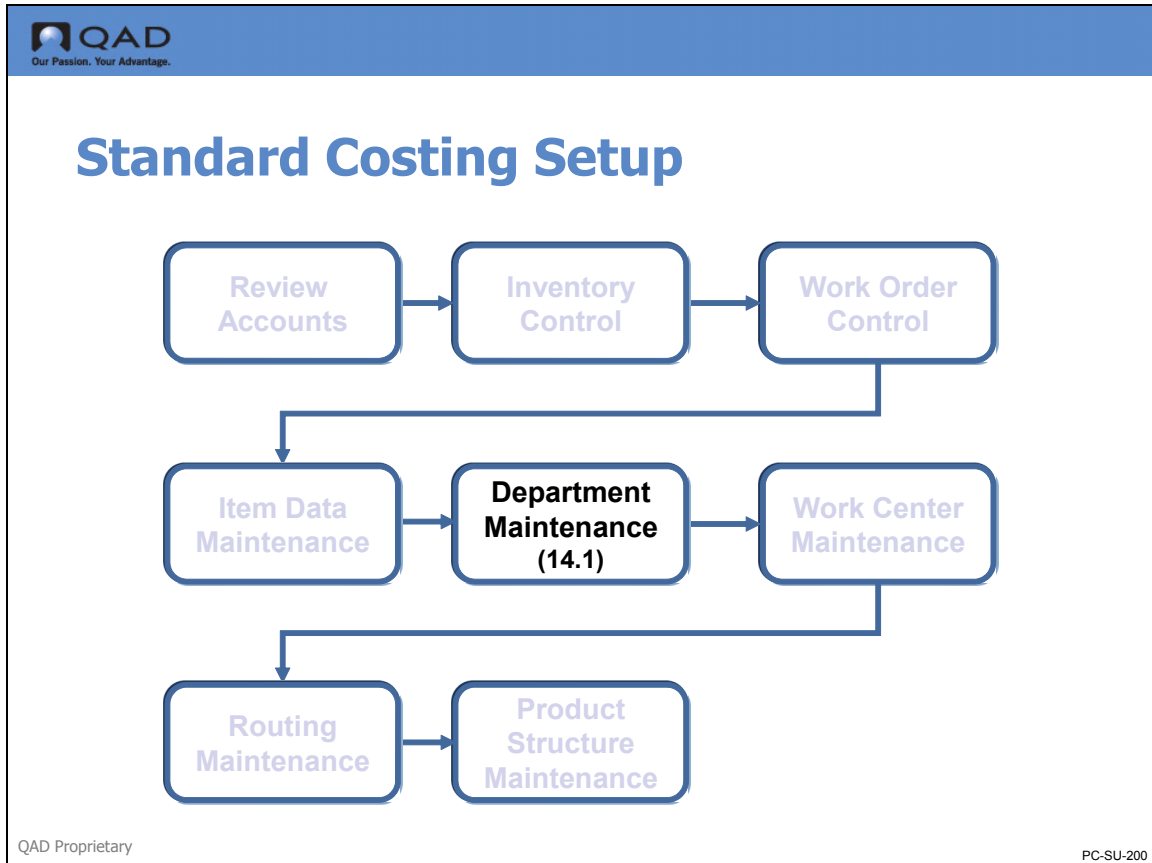 QAD
Our Passion. Your Advantage.
Standard Costing Setup
Review
Accounts
Inventory
Control
Work Order
Control
Item Data
Maintenance
Department
Maintenance
(14.1)
Work Center
Maintenance
Routing
Maintenance
Product
Structure
Maintenance
QAD Proprietary
PC-SU-200